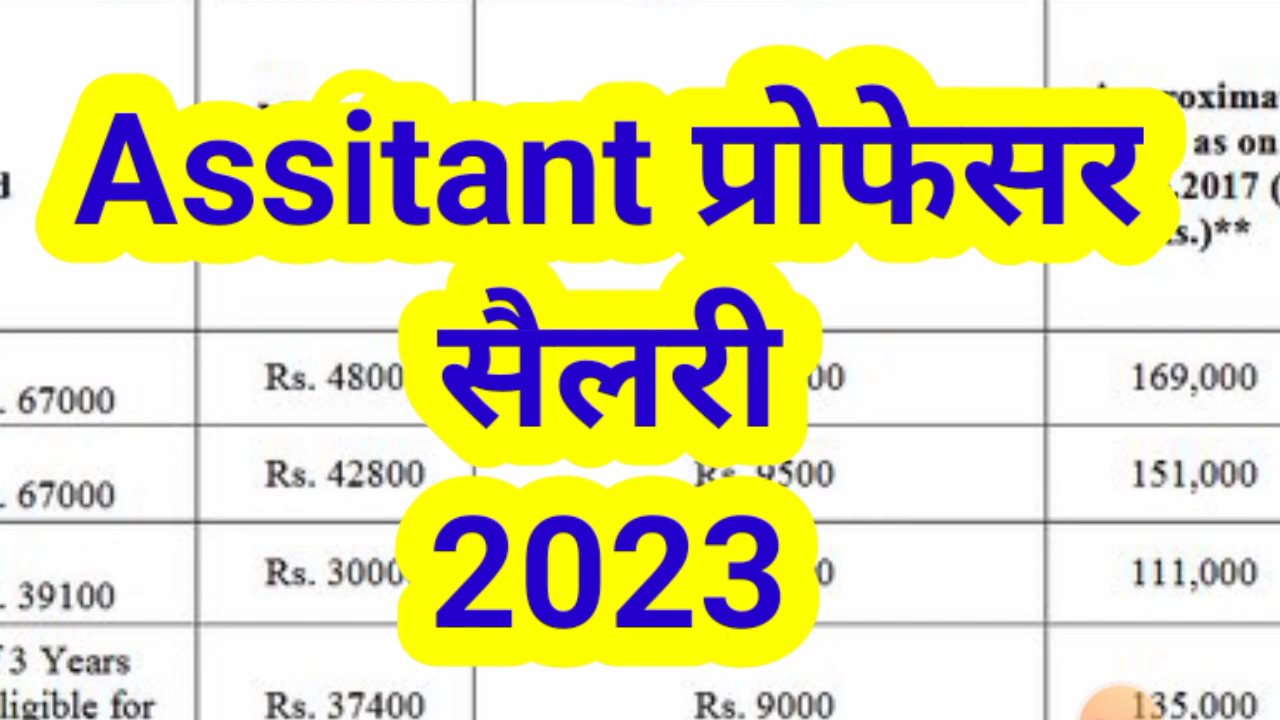 Assitant प्रोफेसर
सैलरी
2023
as on
.2017 (
s.)**
67000
Rs. 4800
00
169,000
67000
Rs. 42800
9500
151,000
39100
Rs. 3000
0
111,000
3 Years
ligible for
Rs. 37400
Rs. 9000
135,000